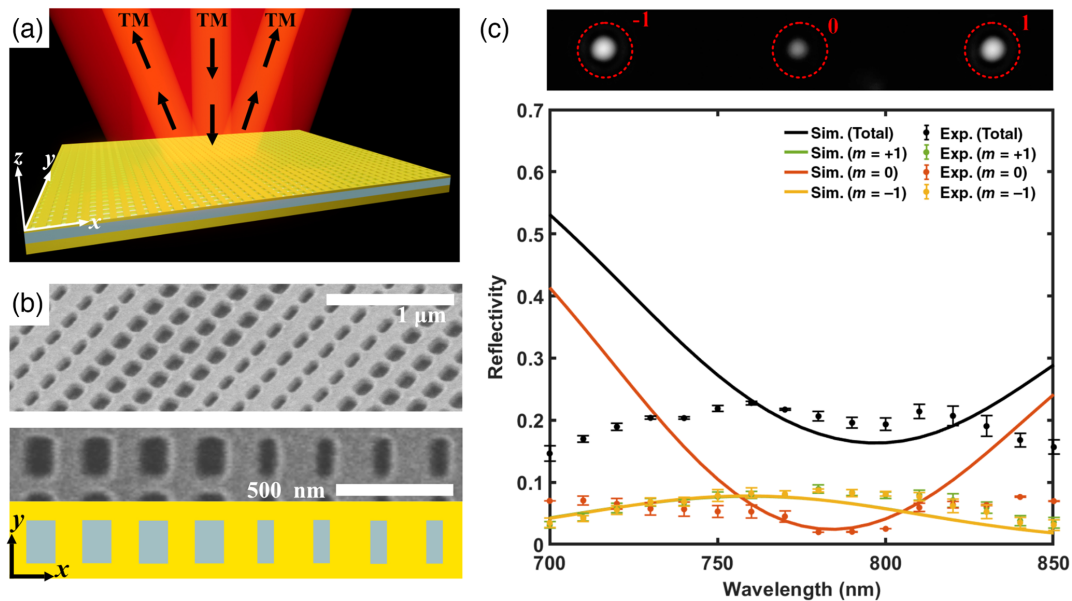 (a)
TM TM TM
z
y
x
(b)
1 μm
500 nm
y
x
(c)
-1
0
1
Sim. (Total)
Sim. (m = +1)
Sim. (m = 0)
Sim. (m = –1)
Exp. (Total)
Exp. (m = +1)
Exp. (m = 0)
Exp. (m = –1)
0.7
0.6
0.5
0.4
0.3
0.2
0.1
0
Reflectivity
700 750 800 850
Wavelength (nm)